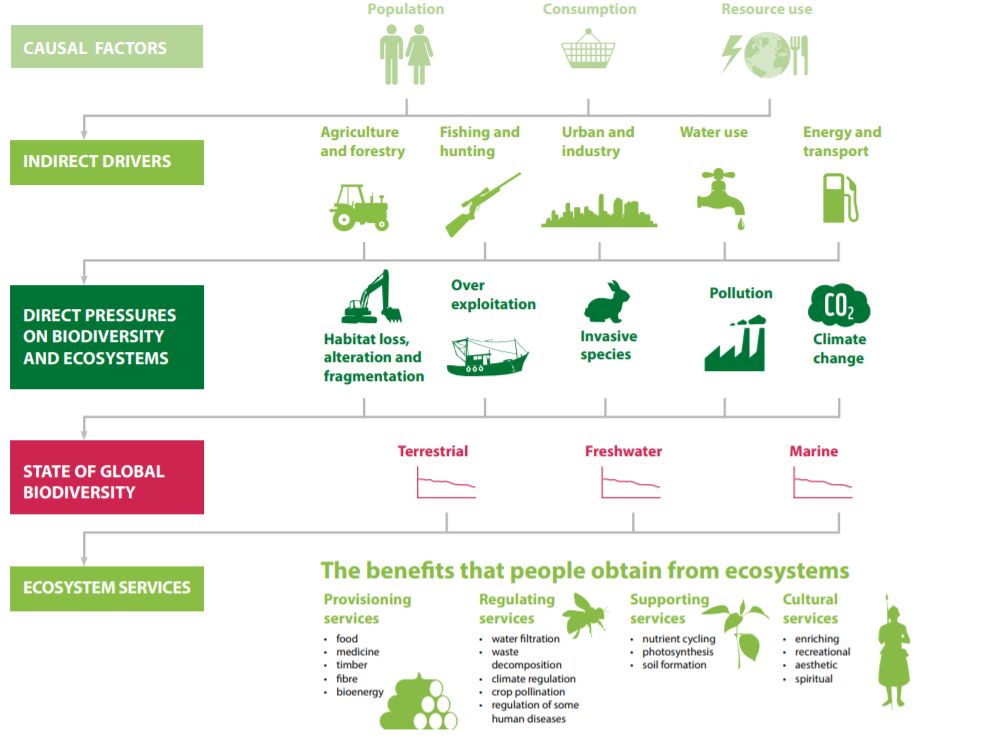 Population
Consumption
Resource use
CAUSAL FACTORS
Agriculture
and forestry
Fishing and
hunting
Urban and
industry
Water use
Energy and
transport
INDIRECT DRIVERS
DIRECT PRESSURES
ON BIODIVERSITY
AND ECOSYSTEMS
Habitat loss,
alteration and
fragmentation
Over
exploitation
Invasive
species
Pollution
CO2
Climate
change
STATE OF GLOBAL
BIODIVERSITY
Terrestrial
Freshwater
Marine
ECOSYSTEM SERVICES
The benefits that people obtain from ecosystems
Provisioning
services
• food
• medicine
• timber
• fibre
• bioenergy
Regulating
services
• water filtration
• waste
decomposition
• climate regulation
• crop pollination
• regulation of some
human diseases
Supporting
services
• nutrient cycling
• photosynthesis
• soil formation
Cultural
services
• enriching
• recreational
• aesthetic
• spiritual